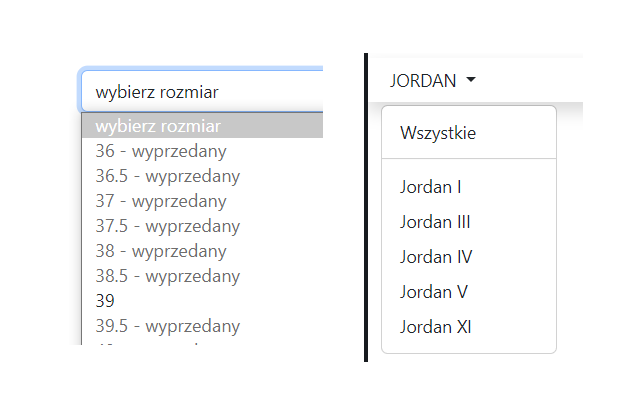 wybierz rozmiar
wybierz rozmiar
36 - wyprzedany
36.5 - wyprzedany
37 - wyprzedany
37.5 - wyprzedany
38 - wyprzedany
38.5 - wyprzedany
39
39.5 - wyprzedany
JORDAN
Wszystkie
Jordan I
Jordan III
Jordan IV
Jordan V
Jordan XI